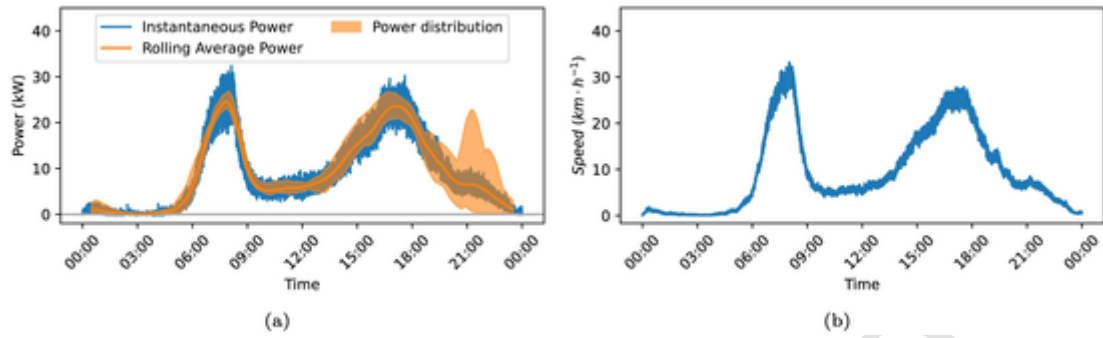 40
30
20
10
0
Power (kW)
Instantaneous Power
Rolling Average Power
Power distribution
00:00 03:00 06:00 09:00 12:00 15:00 18:00 21:00 00:00
Time
(a)
40
30
20
10
0
Speed (km · h⁻¹)
00:00 03:00 06:00 09:00 12:00 15:00 18:00 21:00 00:00
Time
(b)